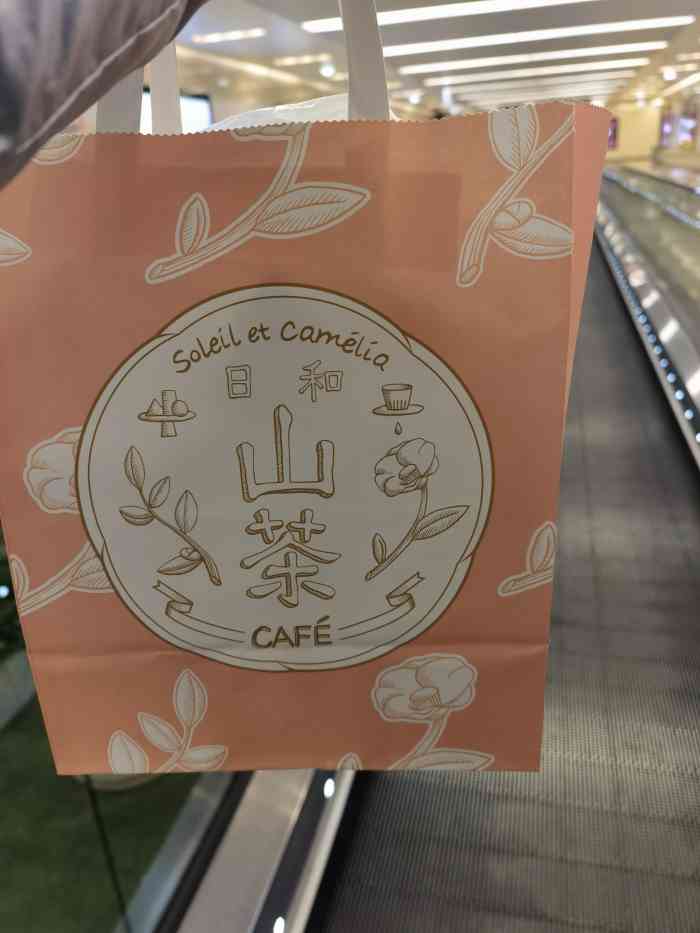 Soleil et Camélia
日和
山
茶
CAFÉ